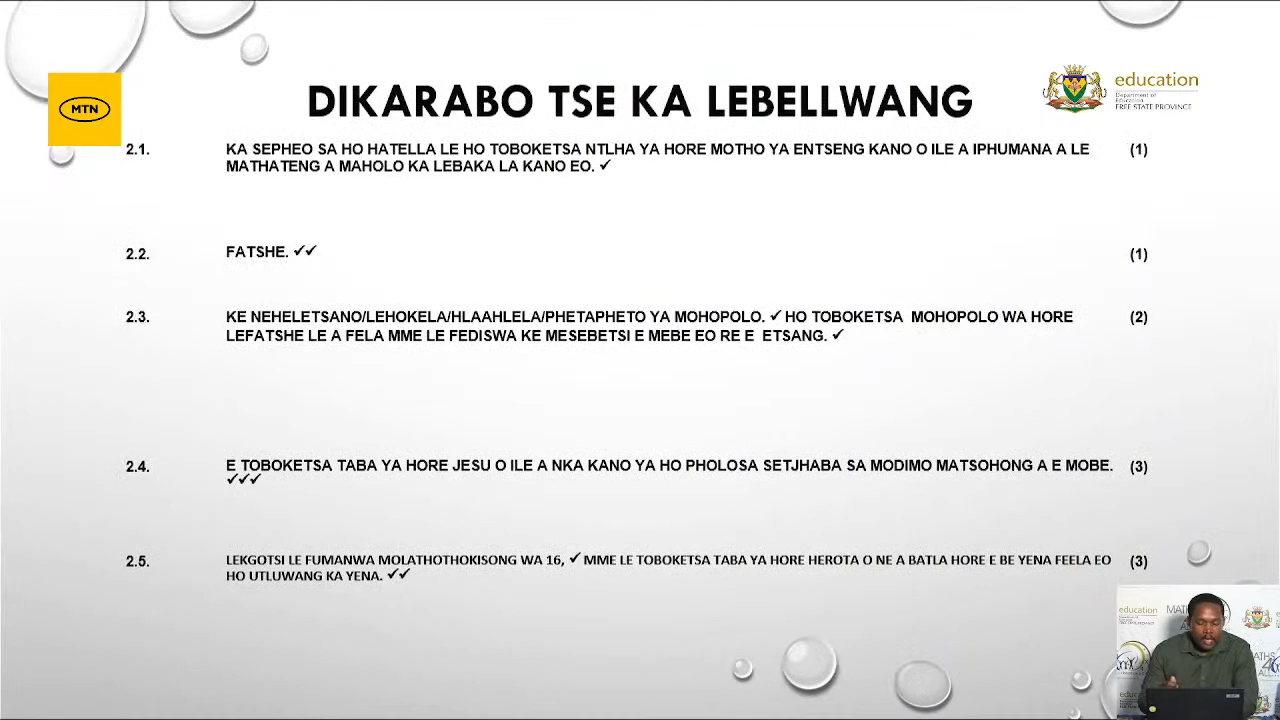 MTN
DIKARABO TSE KA LEBELLWANG
education
Department of
Education
FREE STATE PROVINCE
2.1. KA SEPHEO SA HO HATELLA LE HO TOBOKETSA NTLHA YA HORE MOTHO YA ENTSENG KANO O ILE A IPHUMANA A LE (1)
MATHATENG A MAHOLO KA LEBAKA LA KANO EO. ✓
2.2. FATSHE. ✓✓ (1)
2.3. KE NEHELETSANO/LEHOKELA/HLAAHLELA/PHETAPHETO YA MOHOPOLO. ✓ HO TOBOKETSA MOHOPOLO WA HORE (2)
LEFATSHE LE A FELA MME LE FEDISWA KE MESEBETSI E MEBE EO RE E ETSANG. ✓
2.4. E TOBOKETSA TABA YA HORE JESU O ILE A NKA KANO YA HO PHOLOSA SETJHABA SA MODIMO MATSOHONG A E MOBE. (3)
✓✓✓
2.5. LEKGOTSI LE FUMANWA MOLATHOTHOKISONG WA 16, ✓ MME LE TOBOKETSA TABA YA HORE HEROTA O NE A BATLA HORE E BE YENA FEELA EO (3)
HO UTLUWANG KA YENA. ✓✓
education